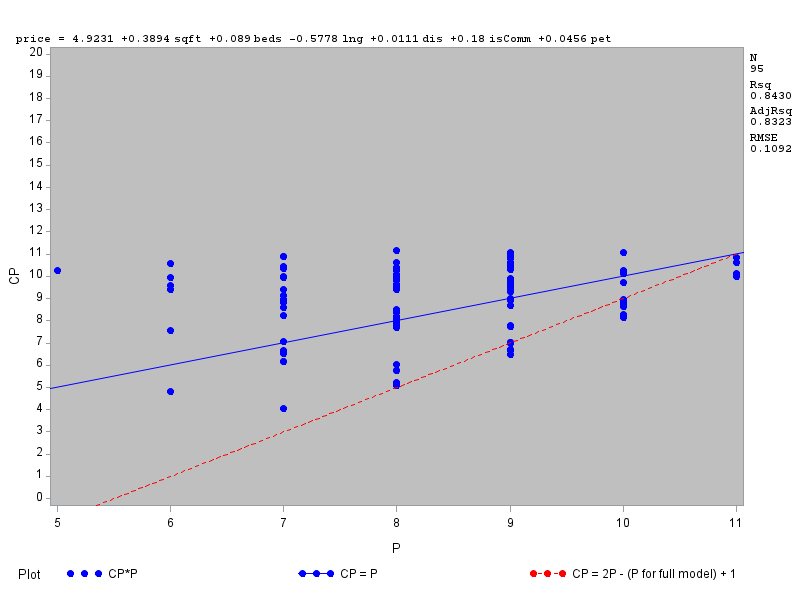 price = 4.9231 +0.3894 sqft +0.089 beds -0.5778 lng +0.0111 dis +0.18 isComm +0.0456 pet
N
95
Rsq
0.8430
AdjRsq
0.8323
RMSE
0.1092
20
19
18
17
16
15
14
13
12
11
10
9
8
7
6
5
4
3
2
1
0
CP
5 6 7 8 9 10 11
P
Plot CP*P CP = P CP = 2P - (P for full model) + 1